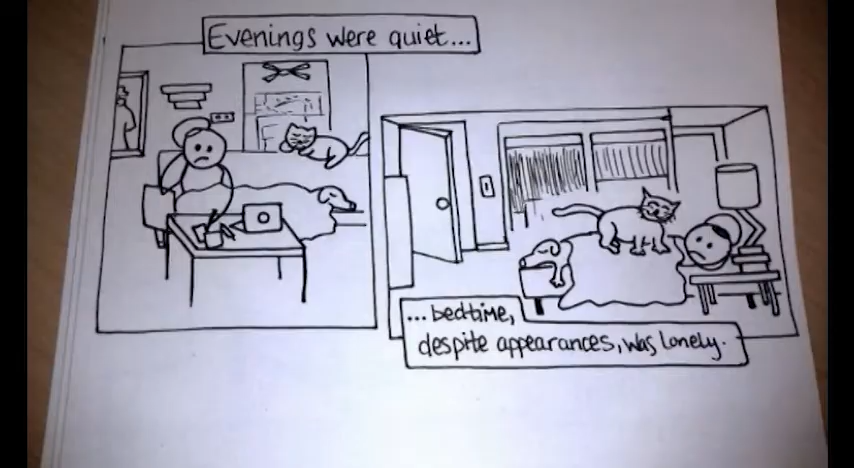 Evenings were quiet...
...bedtime,
despite appearances, was lonely.